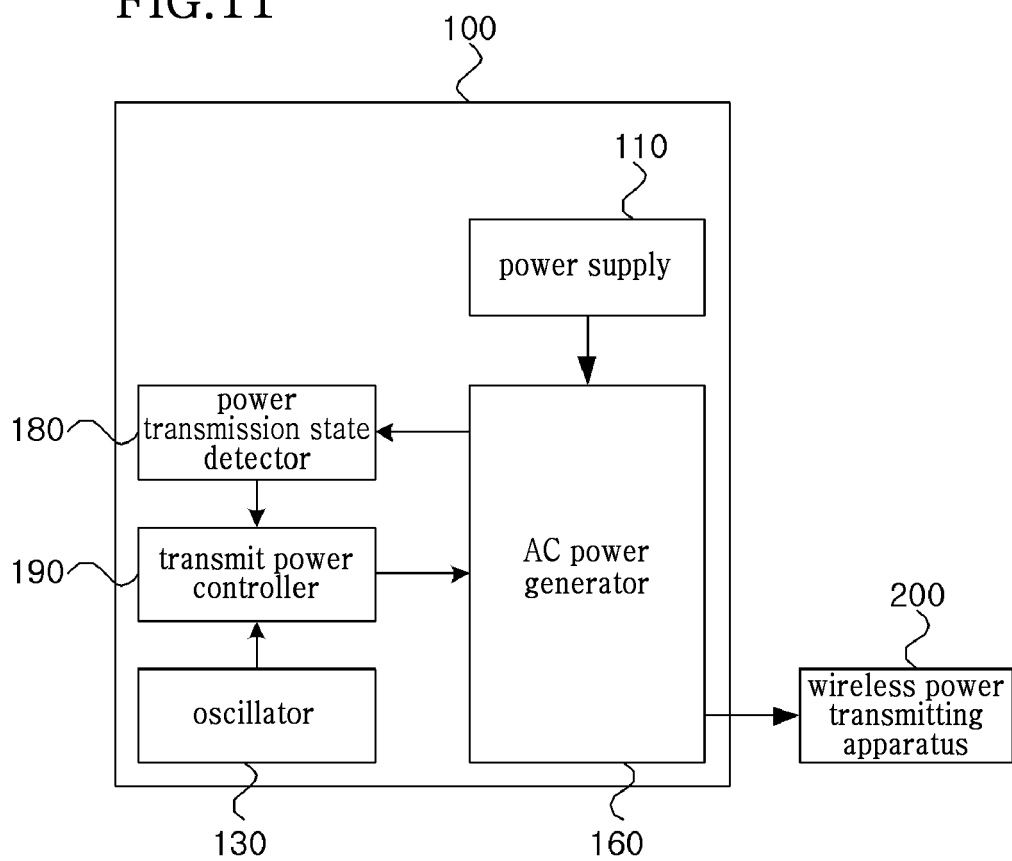 FIG.11
100
110
power supply
180
power
transmission state
detector
190
transmit power
controller
AC power
generator
200
oscillator
wireless power
transmitting
apparatus
130
160